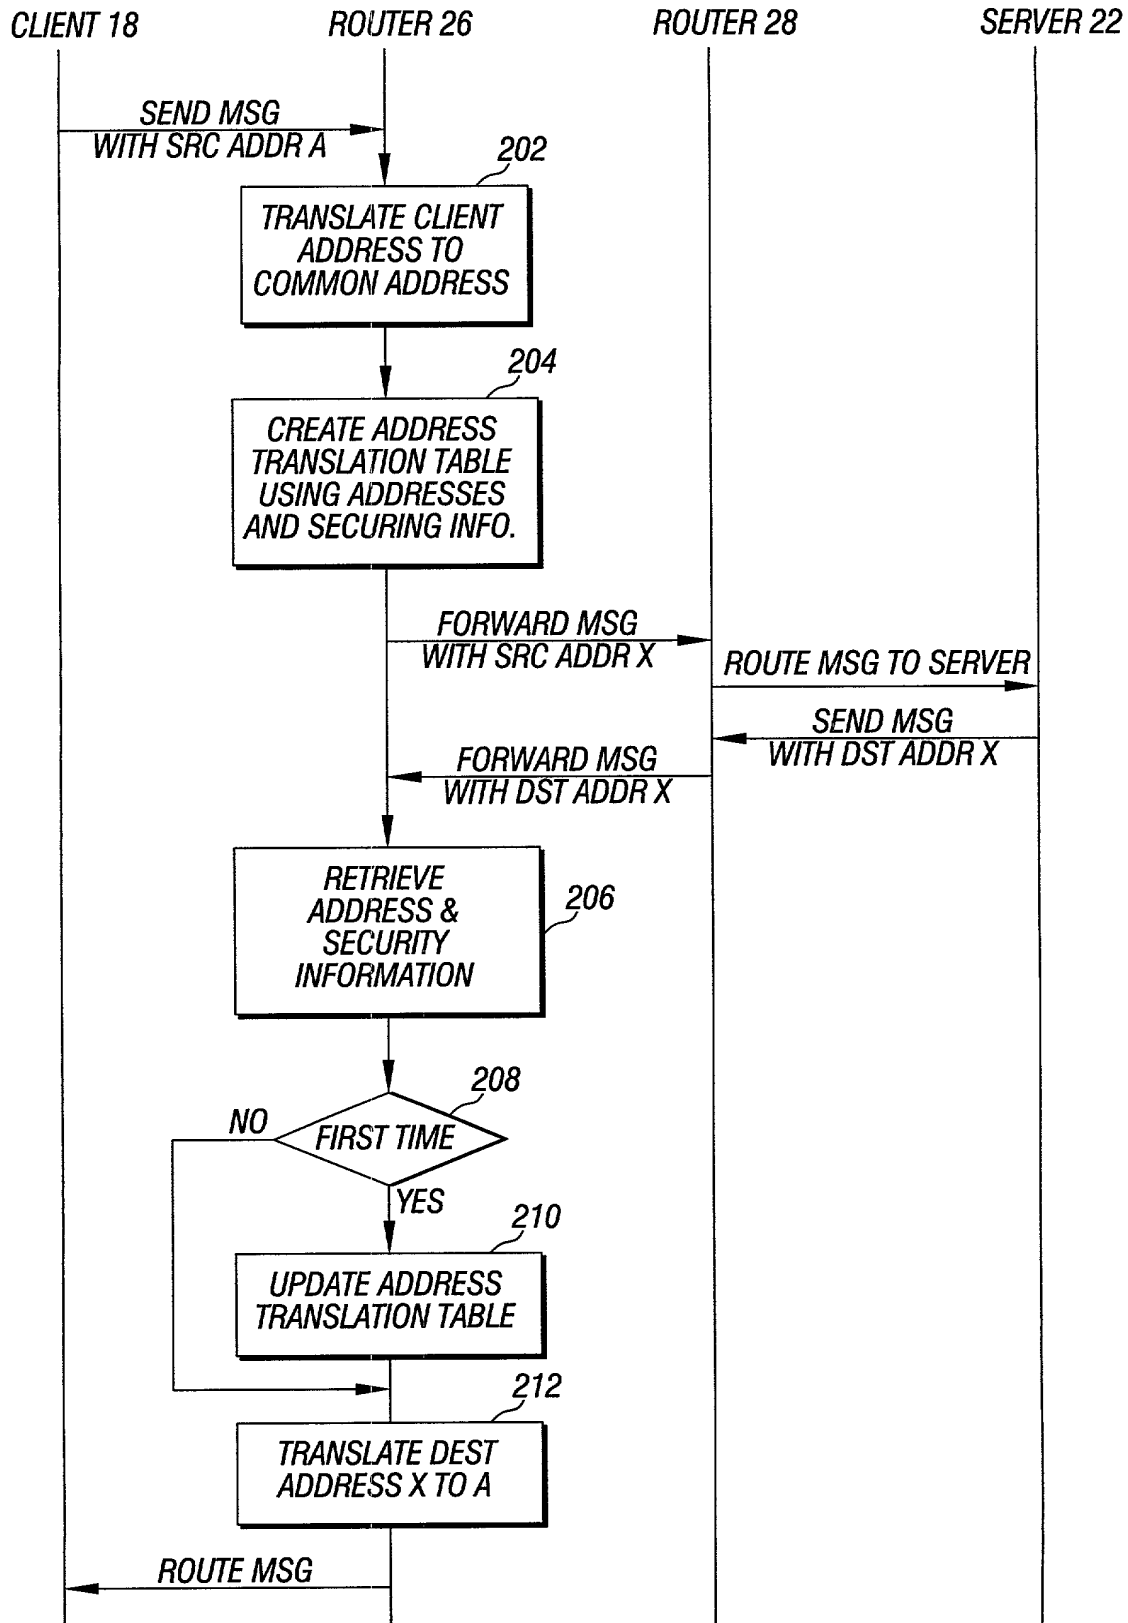 CLIENT 18
ROUTER 26
ROUTER 28
SERVER 22
SEND MSG
WITH SRC ADDR A
202
TRANSLATE CLIENT
ADDRESS TO
COMMON ADDRESS
204
CREATE ADDRESS
TRANSLATION TABLE
USING ADDRESSES
AND SECURING INFO.
FORWARD MSG
WITH SRC ADDR X
ROUTE MSG TO SERVER
SEND MSG
WITH DST ADDR X
FORWARD MSG
WITH DST ADDR X
RETRIEVE
ADDRESS &
SECURITY
INFORMATION
206
208
NO
FIRST TIME
YES
210
UPDATE ADDRESS
TRANSLATION TABLE
212
TRANSLATE DEST
ADDRESS X TO A
ROUTE MSG